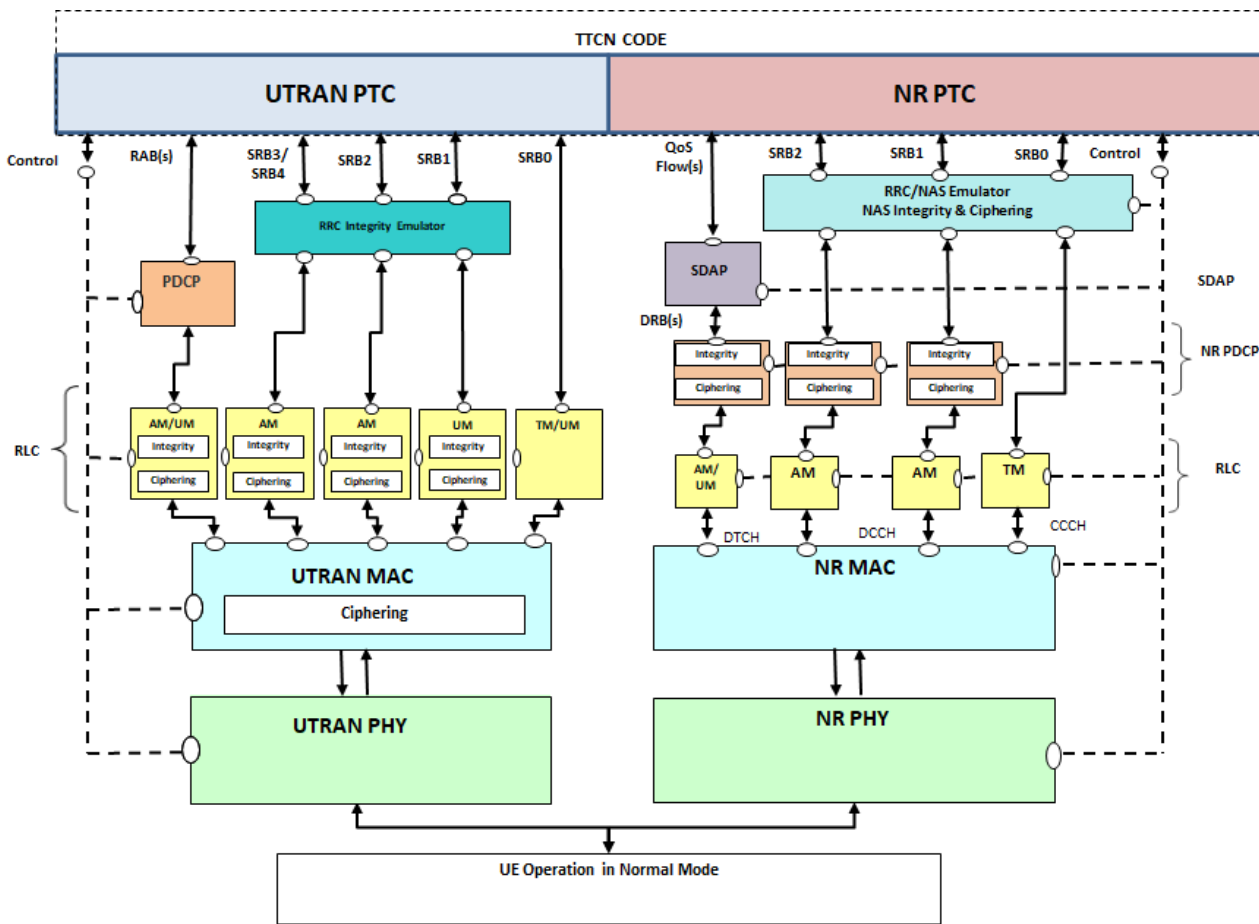 TTCN CODE
UTRAN PTC
NR PTC
Control
RAB(s)
SRB3/
SRB4
SRB2
SRB1
SRB0
QoS
Flow(s)
SRB2
SRB1
SRB0
Control
RRC Integrity Emulator
RRC/NAS Emulator
NAS Integrity & Ciphering
PDCP
SDAP
SDAP
DRB(s)
Integrity
Ciphering
Integrity
Ciphering
Integrity
Ciphering
NR PDCP
RLC
AM/UM
Integrity
Ciphering
AM
Integrity
Ciphering
AM
Integrity
Ciphering
UM
Integrity
Ciphering
TM/UM
AM/
UM
AM
AM
TM
RLC
DTCH
DCCH
CCCH
UTRAN MAC
Ciphering
NR MAC
UTRAN PHY
NR PHY
UE Operation in Normal Mode